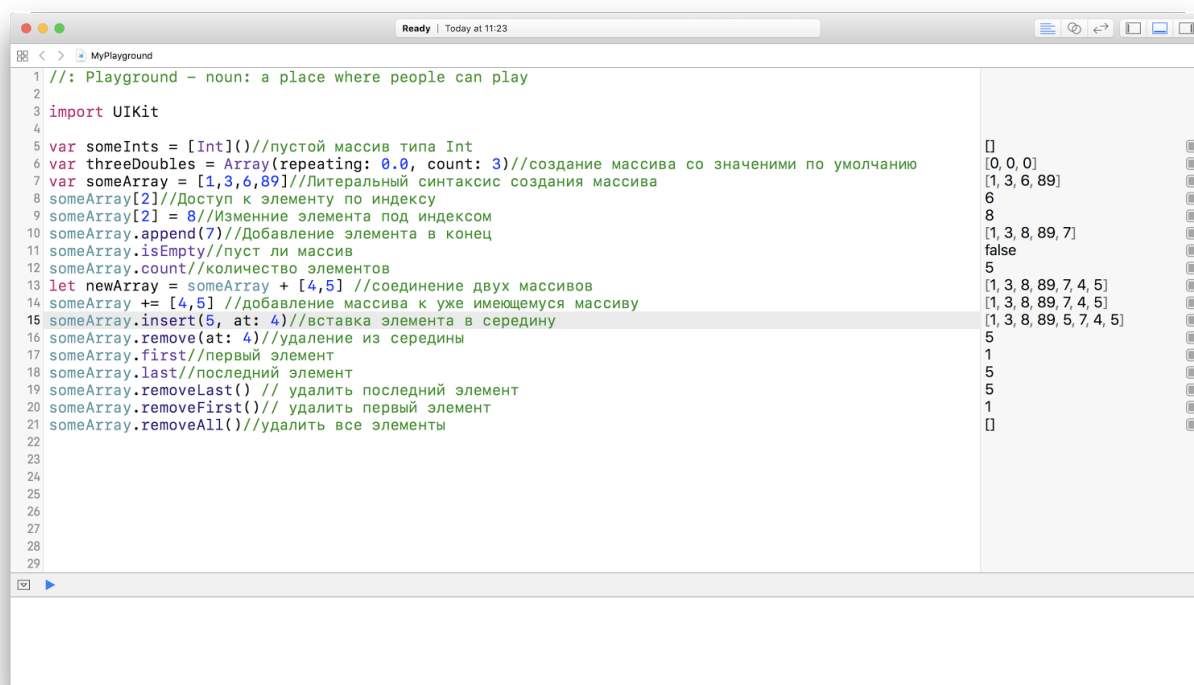 Ready | Today at 11:23
MyPlayground
1 //: Playground – noun: a place where people can play
2
3 import UIKit
4
5 var someInts = [Int]()//пустой массив типа Int []
6 var threeDoubles = Array(repeating: 0.0, count: 3)//создание массива со значеними по умолчанию [0, 0, 0]
7 var someArray = [1,3,6,89]//Литеральный синтаксис создания массива [1, 3, 6, 89]
8 someArray[2]//Доступ к элементу по индексу 6
9 someArray[2] = 8//Изменние элемента под индексом 8
10 someArray.append(7)//Добавление элемента в конец [1, 3, 8, 89, 7]
11 someArray.isEmpty//пуст ли массив false
12 someArray.count//количество элементов 5
13 let newArray = someArray + [4,5] //соединение двух массивов [1, 3, 8, 89, 7, 4, 5]
14 someArray += [4,5] //добавление массива к уже имеющемуся массиву [1, 3, 8, 89, 7, 4, 5]
15 someArray.insert(5, at: 4)//вставка элемента в середину [1, 3, 8, 89, 5, 7, 4, 5]
16 someArray.remove(at: 4)//удаление из середины 5
17 someArray.first//первый элемент 1
18 someArray.last//последний элемент 5
19 someArray.removeLast() // удалить последний элемент 5
20 someArray.removeFirst()// удалить первый элемент 1
21 someArray.removeAll()//удалить все элементы []
22
23
24
25
26
27
28
29